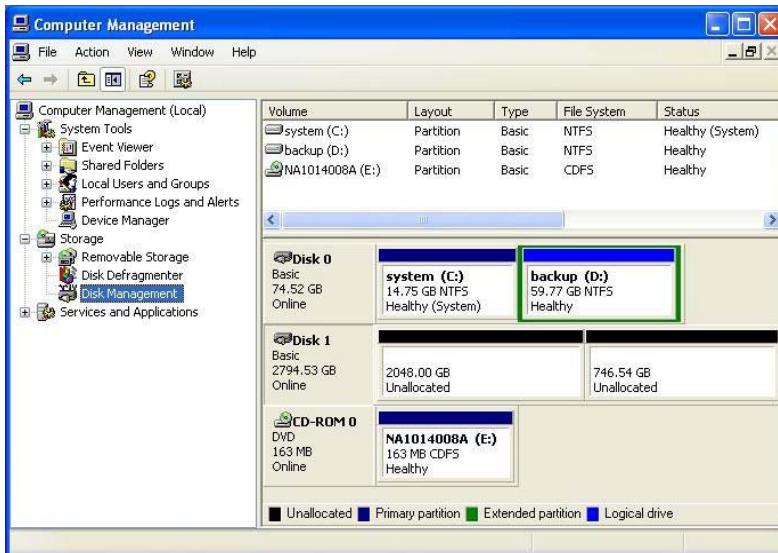 Computer Management
File Action View Window Help
Computer Management (Local)
System Tools
Event Viewer
Shared Folders
Local Users and Groups
Performance Logs and Alerts
Device Manager
Storage
Removable Storage
Disk Defragmenter
Disk Management
Services and Applications
Volume Layout Type File System Status
system (C:) Partition Basic NTFS Healthy (System)
backup (D:) Partition Basic NTFS Healthy
NA1014008A (E:) Partition Basic CDFS Healthy
Disk 0
Basic
74.52 GB
Online
system (C:)
14.75 GB NTFS
Healthy (System)
backup (D:)
59.77 GB NTFS
Healthy
Disk 1
Basic
2794.53 GB
Online
2048.00 GB
Unallocated
746.54 GB
Unallocated
CD-ROM 0
DVD
163 MB
Online
NA1014008A (E:)
163 MB CDFS
Healthy
Unallocated Primary partition Extended partition Logical drive